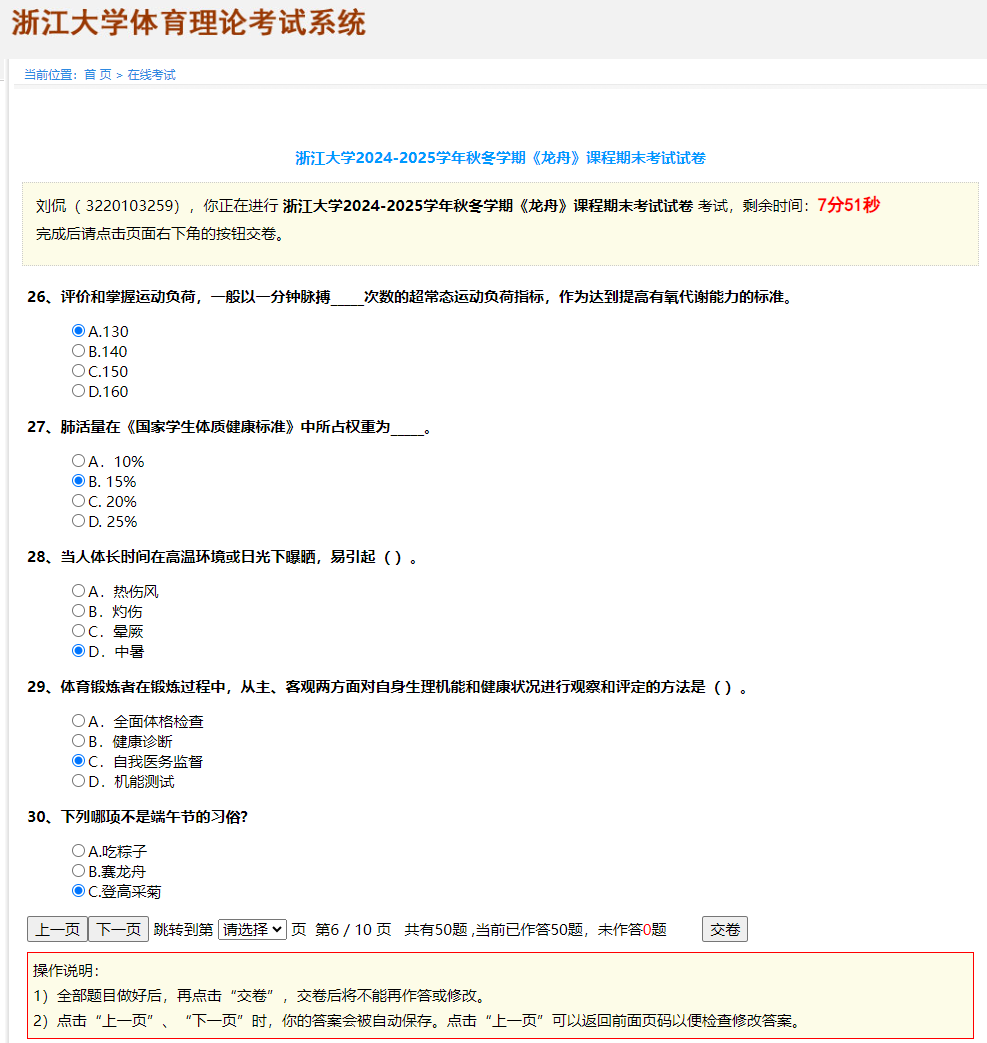 浙江大学体育理论考试系统
当前位置：首 页 > 在线考试
浙江大学2024-2025学年秋冬学期《龙舟》课程期末考试试卷
刘侃（ 3220103259），你正在进行 浙江大学2024-2025学年秋冬学期《龙舟》课程期末考试试卷 考试，剩余时间：7分51秒
完成后请点击页面右下角的按钮交卷。
26、评价和掌握运动负荷，一般以一分钟脉搏_____次数的超常态运动负荷指标，作为达到提高有氧代谢能力的标准。
A.130
B.140
C.150
D.160
27、肺活量在《国家学生体质健康标准》中所占权重为_____。
A．10%
B. 15%
C. 20%
D. 25%
28、当人体长时间在高温环境或日光下曝晒，易引起（ ）。
A．热伤风
B．灼伤
C．晕厥
D．中暑
29、体育锻炼者在锻炼过程中，从主、客观两方面对自身生理机能和健康状况进行观察和评定的方法是（ ）。
A．全面体格检查
B．健康诊断
C．自我医务监督
D．机能测试
30、下列哪项不是端午节的习俗?
A.吃粽子
B.赛龙舟
C.登高采菊
上一页 下一页 跳转到第 请选择 页 第6 / 10 页 共有50题 ,当前已作答50题，未作答0题 交卷
操作说明：
1）全部题目做好后，再点击“交卷”，交卷后将不能再作答或修改。
2）点击“上一页”、“下一页”时，你的答案会被自动保存。点击“上一页”可以返回前面页码以便检查修改答案。